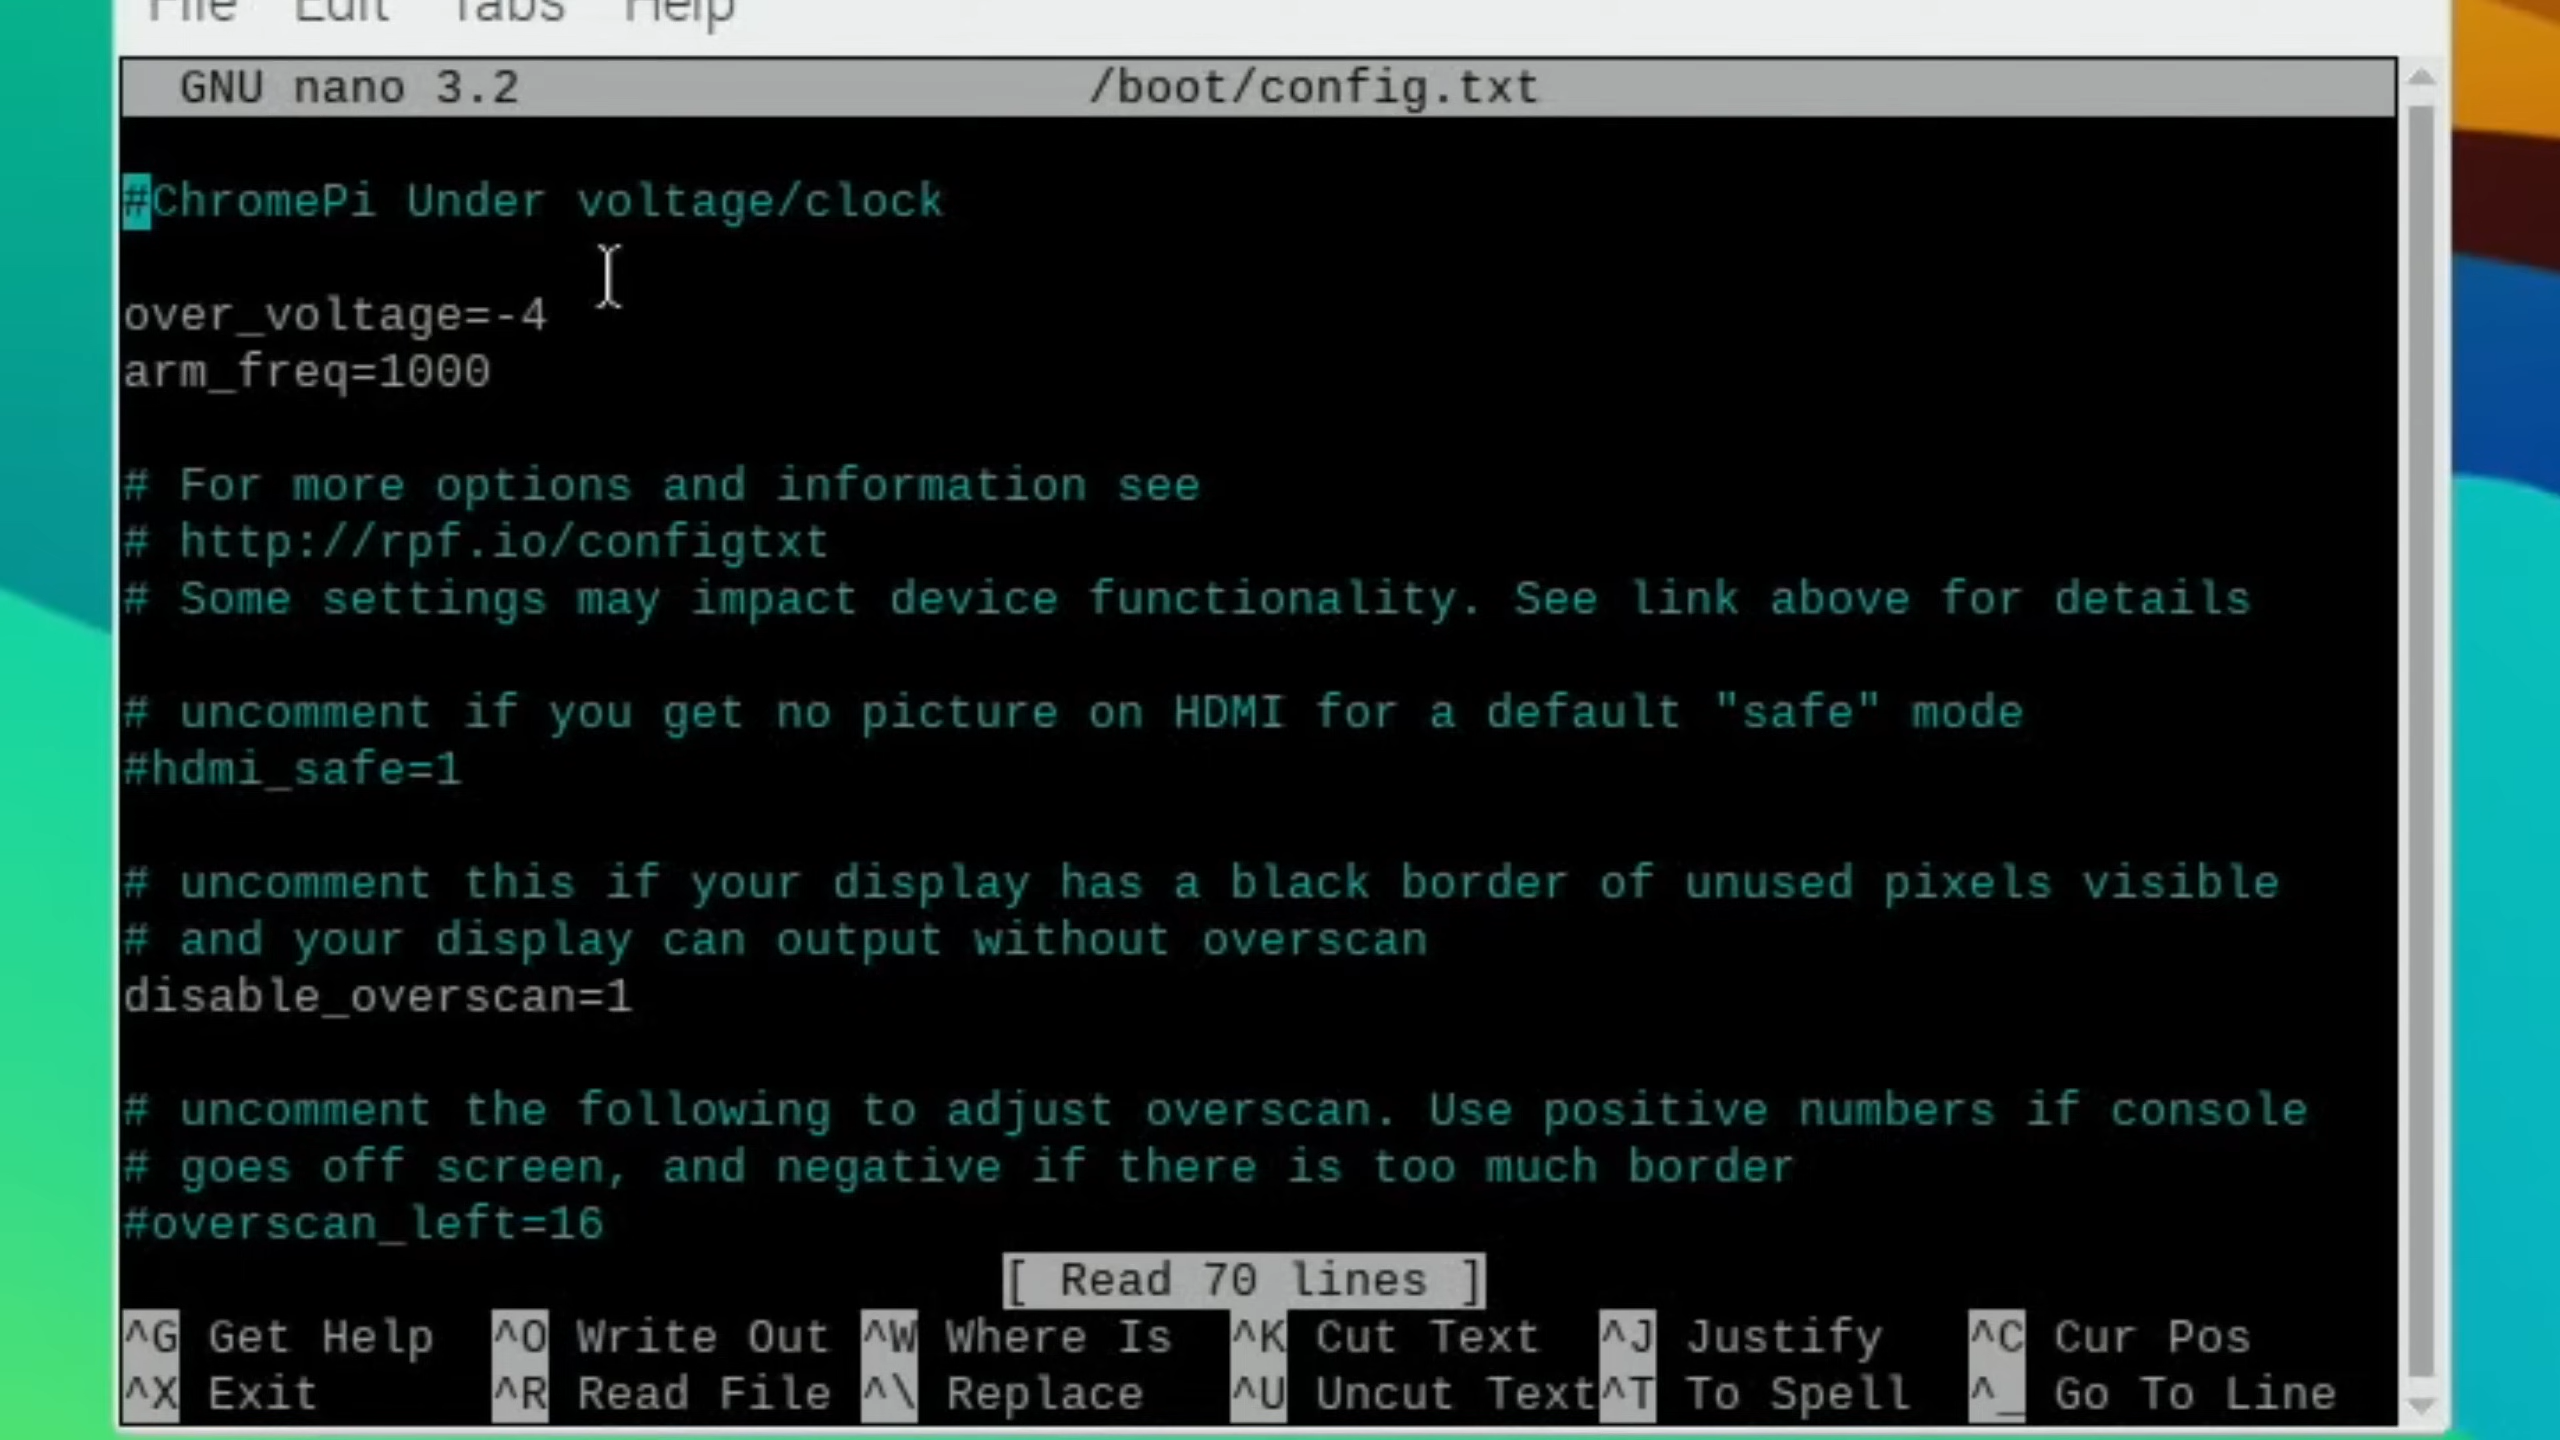 File Edit Tabs Help
GNU nano 3.2 /boot/config.txt
#ChromePi Under voltage/clock
over_voltage=-4
arm_freq=1000
# For more options and information see
# http://rpf.io/configtxt
# Some settings may impact device functionality. See link above for details
# uncomment if you get no picture on HDMI for a default "safe" mode
#hdmi_safe=1
# uncomment this if your display has a black border of unused pixels visible
# and your display can output without overscan
disable_overscan=1
# uncomment the following to adjust overscan. Use positive numbers if console
# goes off screen, and negative if there is too much border
#overscan_left=16
[ Read 70 lines ]
^G Get Help ^O Write Out ^W Where Is ^K Cut Text ^J Justify ^C Cur Pos
^X Exit ^R Read File ^\ Replace ^U Uncut Text ^T To Spell ^_ Go To Line